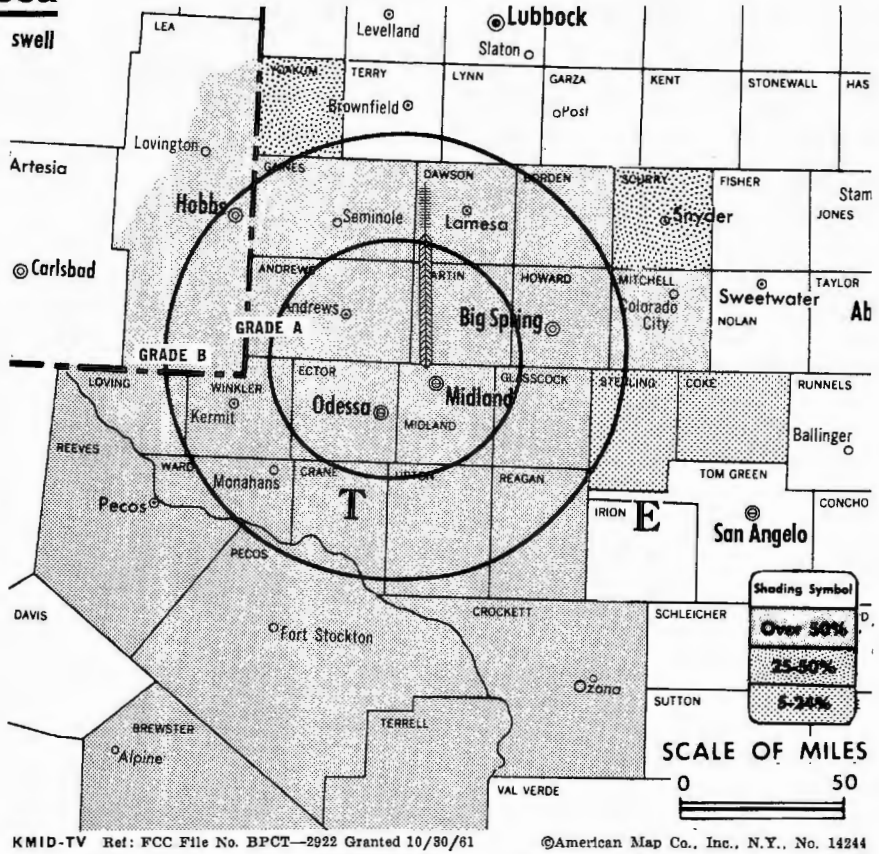 swell
LEA
Levelland
Lubbock
Slaton
YOAKUM
TERRY
LYNN
GARZA
KENT
STONEWALL
HAS
Brownfield
Post
Lovington
Artesia
GAINES
DAWSON
BORDEN
SCURRY
FISHER
Stam
Hobbs
Seminole
Lamesa
Snyder
JONES
Carlsbad
ANDREWS
ARTIN
HOWARD
MITCHELL
TAYLOR
Andrews
Big Spring
Colorado
City
Sweetwater
NOLAN
Ab
GRADE A
GRADE B
LOVING
WINKLER
ECTOR
GLASSCOCK
STERLING
COKE
RUNNELS
Kermit
Odessa
Midland
MIDLAND
Ballinger
REEVES
WARD
Monahans
CRANE
UPTON
REAGAN
TOM GREEN
Pecos
T
IRION
E
San Angelo
CONCHO
PECOS
DAVIS
Fort Stockton
CROCKETT
SCHLEICHER
Shading Symbol
Over 50%
25-50%
5-24%
D
Ozona
SUTTON
BREWSTER
Alpine
TERRELL
VAL VERDE
SCALE OF MILES
0 50
KMID-TV Ref: FCC File No. BPCT—2922 Granted 10/30/61 ©American Map Co., Inc., N.Y., No. 14244